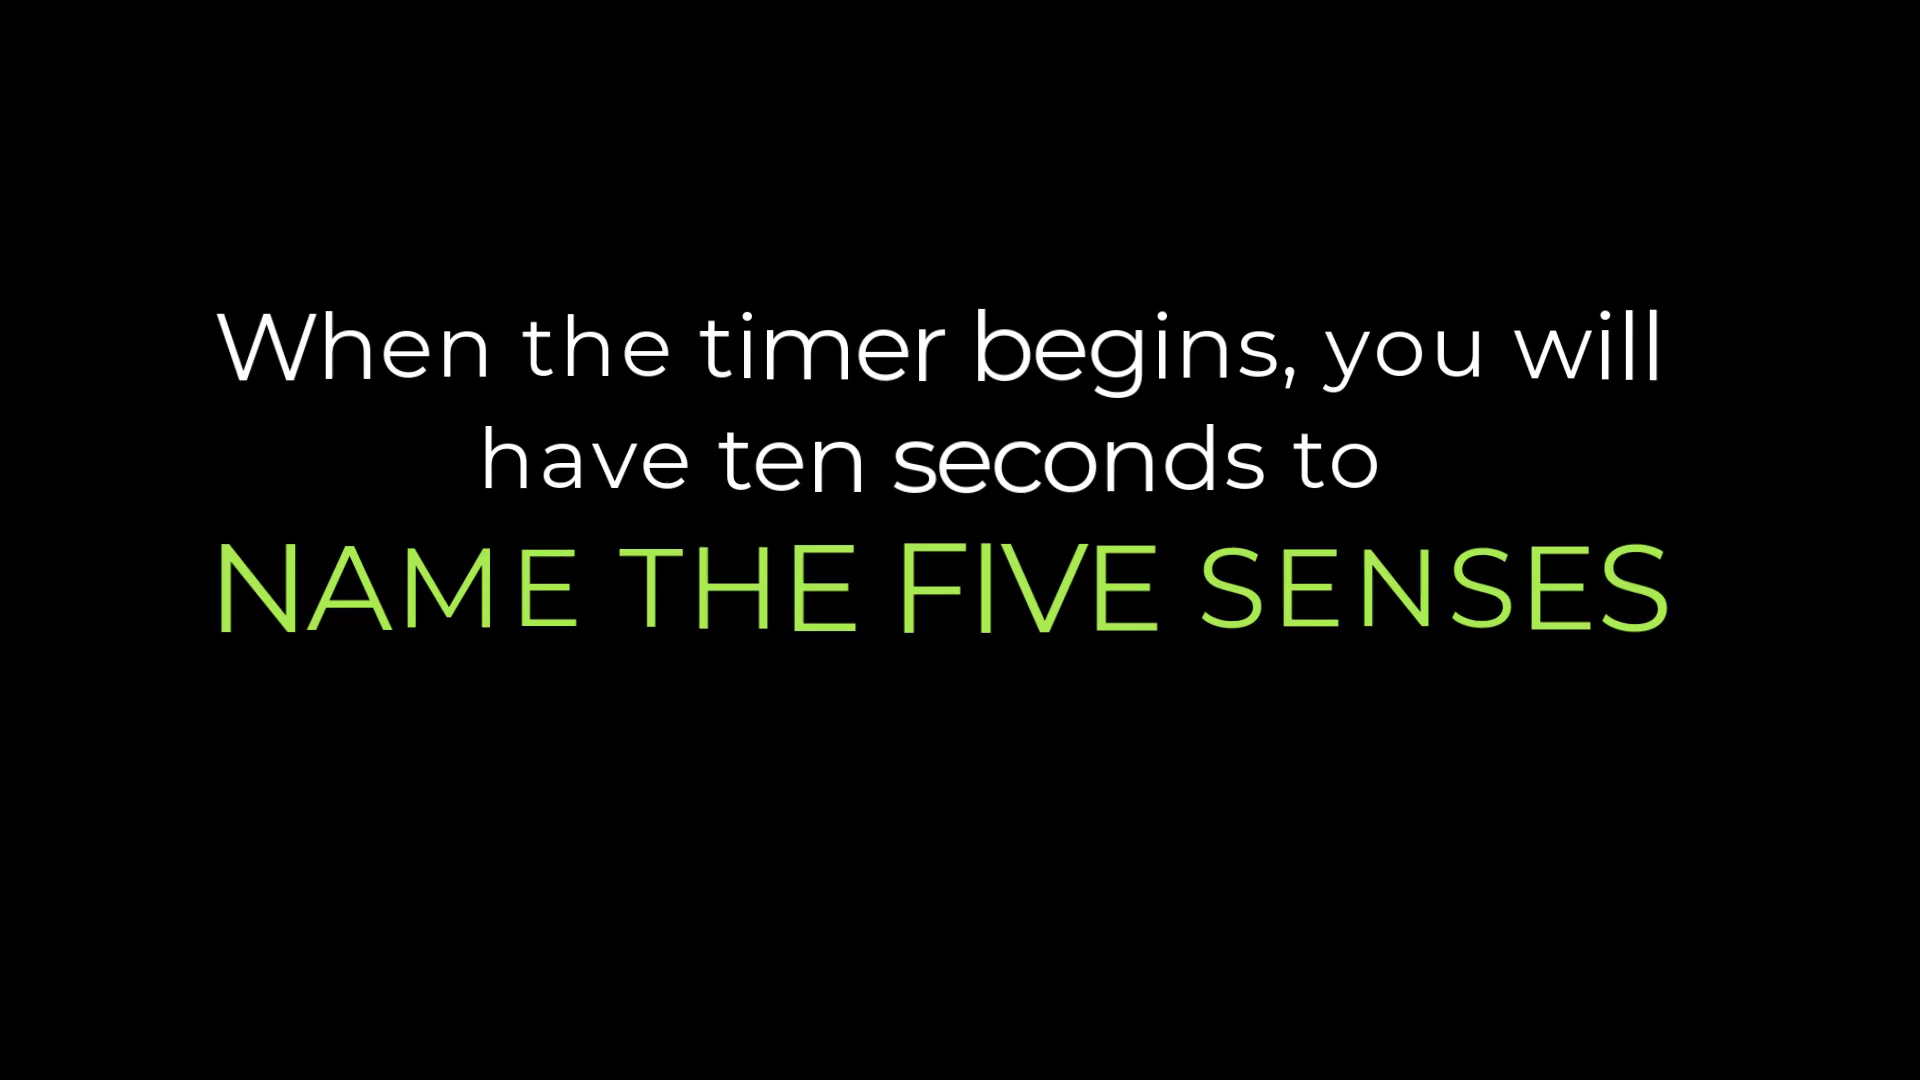 When the timer begins, you will
have ten seconds to
NAME THE FIVE SENSES